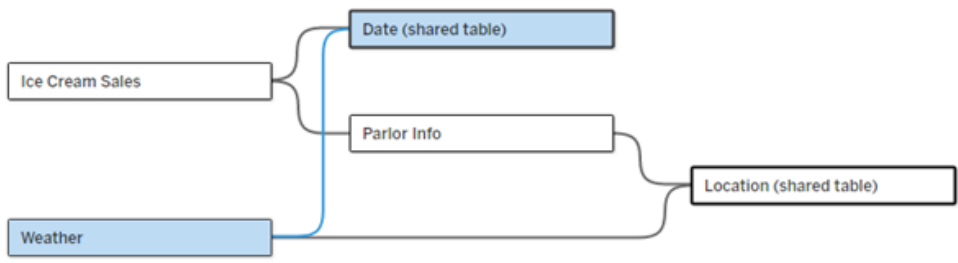 Date (shared table)
Ice Cream Sales
Parlor Info
Location (shared table)
Weather